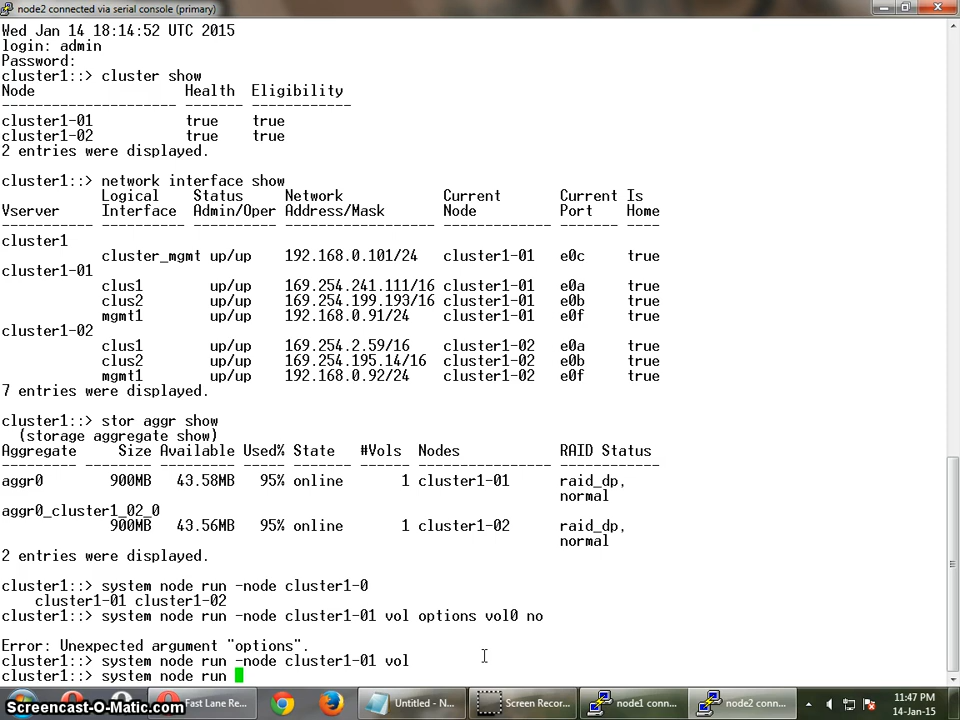 node2 connected via serial console (primary)
Wed Jan 14 18:14:52 UTC 2015
login: admin
Password:
cluster1::> cluster show
Node                  Health  Eligibility
--------------------- ------- ------------
cluster1-01           true    true
cluster1-02           true    true
2 entries were displayed.
cluster1::> network interface show
            Logical    Status     Network            Current       Current Is
Vserver     Interface  Admin/Oper Address/Mask       Node          Port    Home
----------- ---------- ---------- ------------------ ------------- ------- ----
cluster1
            cluster_mgmt up/up    192.168.0.101/24   cluster1-01   e0c     true
cluster1-01
            clus1        up/up    169.254.241.111/16 cluster1-01   e0a     true
            clus2        up/up    169.254.199.193/16 cluster1-01   e0b     true
            mgmt1        up/up    192.168.0.91/24    cluster1-01   e0f     true
cluster1-02
            clus1        up/up    169.254.2.59/16    cluster1-02   e0a     true
            clus2        up/up    169.254.195.14/16  cluster1-02   e0b     true
            mgmt1        up/up    192.168.0.92/24    cluster1-02   e0f     true
7 entries were displayed.
cluster1::> stor aggr show
  (storage aggregate show)
Aggregate     Size Available Used% State   #Vols  Nodes            RAID Status
--------- -------- --------- ----- ------- ------ ---------------- ------------
aggr0        900MB   43.58MB   95% online       1 cluster1-01      raid_dp,
                                                                   normal
aggr0_cluster1_02_0
             900MB   43.56MB   95% online       1 cluster1-02      raid_dp,
                                                                   normal
2 entries were displayed.
cluster1::> system node run -node cluster1-0
    cluster1-01 cluster1-02
cluster1::> system node run -node cluster1-01 vol options vol0 no
Error: Unexpected argument "options".
cluster1::> system node run -node cluster1-01 vol
cluster1::> system node run
Fast Lane Re...
Untitled - N...
Screen Recor...
node1 conn...
node2 conn...
11:47 PM
14-Jan-15
Screencast-O-Matic.com